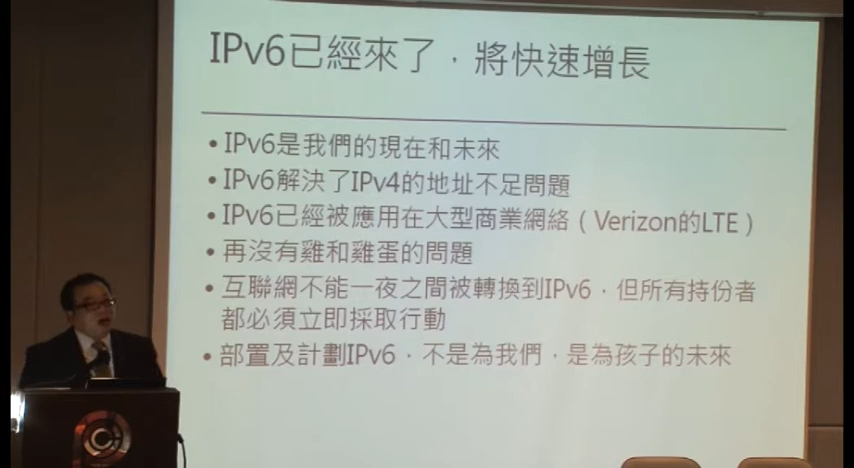 IPv6已經來了，將快速增長
•IPv6是我們的現在和未來
•IPv6解決了IPv4的地址不足問題
•IPv6已經被應用在大型商業網絡（Verizon的LTE）
•再沒有雞和雞蛋的問題
•互聯網不能一夜之間被轉換到IPv6，但所有持份者
都必須立即採取行動
•部置及計劃IPv6，不是為我們，是為孩子的未來